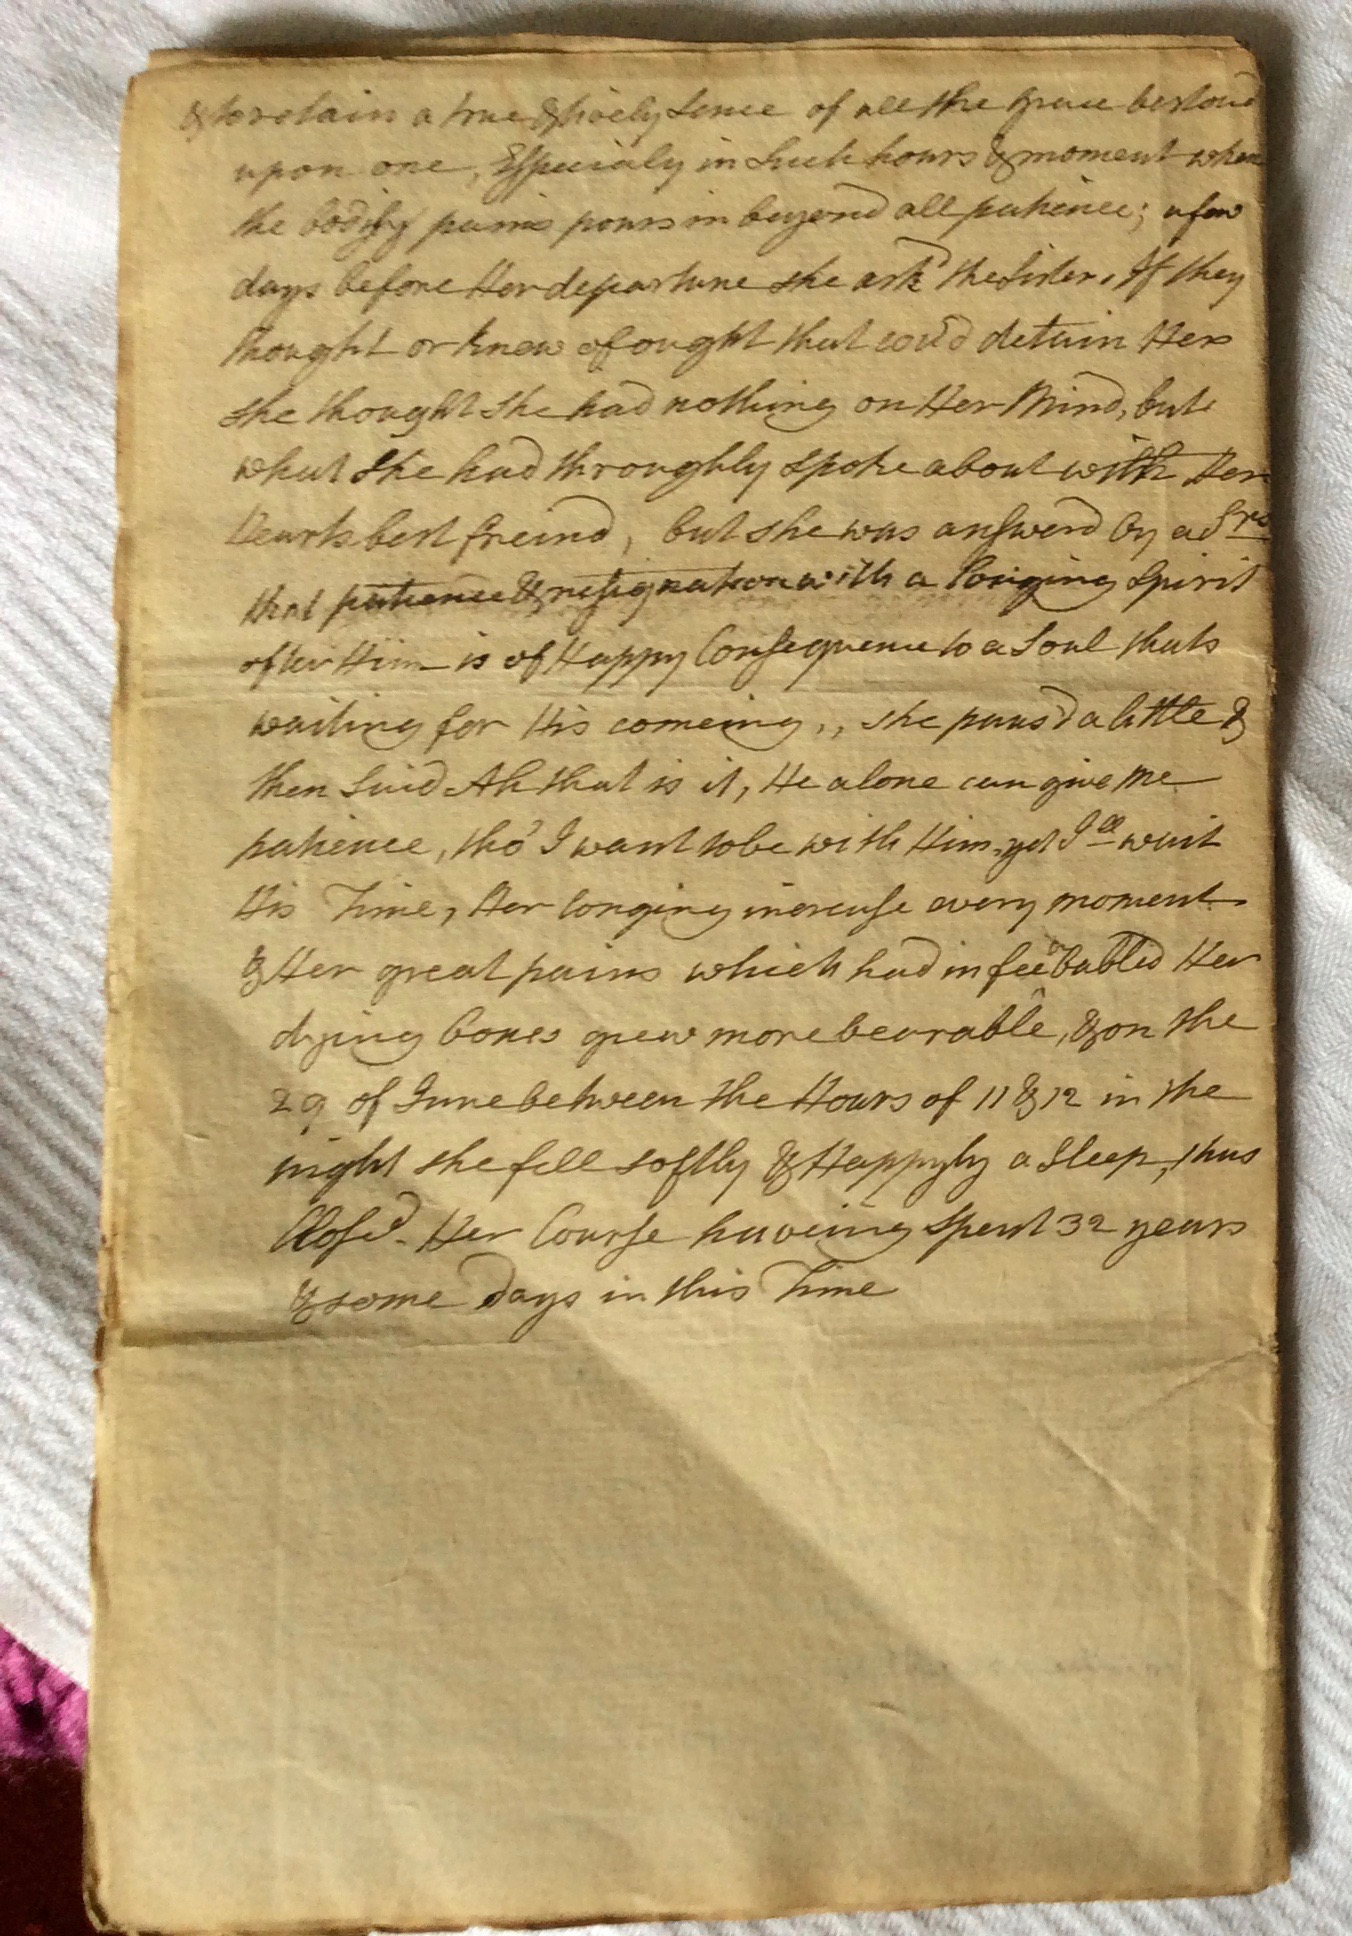 & to retain a true & lively Sence of all the grace bestow'd
upon one, Esspecialy in Such hours & moment when
the bodily pains pours in beyond all patience; a few
days before Her departure she ask'd the Sister, If they
thought or knew of ought that cou'd detain Her
she thought she had nothing on Her Mind, but
what She had throughly spoke about with Her
Hearts best freind, but she was answerd by a Sr
that patience & resignation with a longing Spirit
after Him is of Happy Consequence to a Soul thats
waiting for His comeing,, she paus'd a little &
then Said Ah that is it, He alone can give Me
patience, tho' I want to be with Him, yet I'll wait
His Time, Her longing increase every moment
& Her great pains which had infeebabled Her
dying bones grew more bearable, & on the
29 of June between the Hours of 11 & 12 in the
night she fell softly & Happyly a Sleep, thus
Closed Her Course haveing spent 32 years
& some Days in this Time